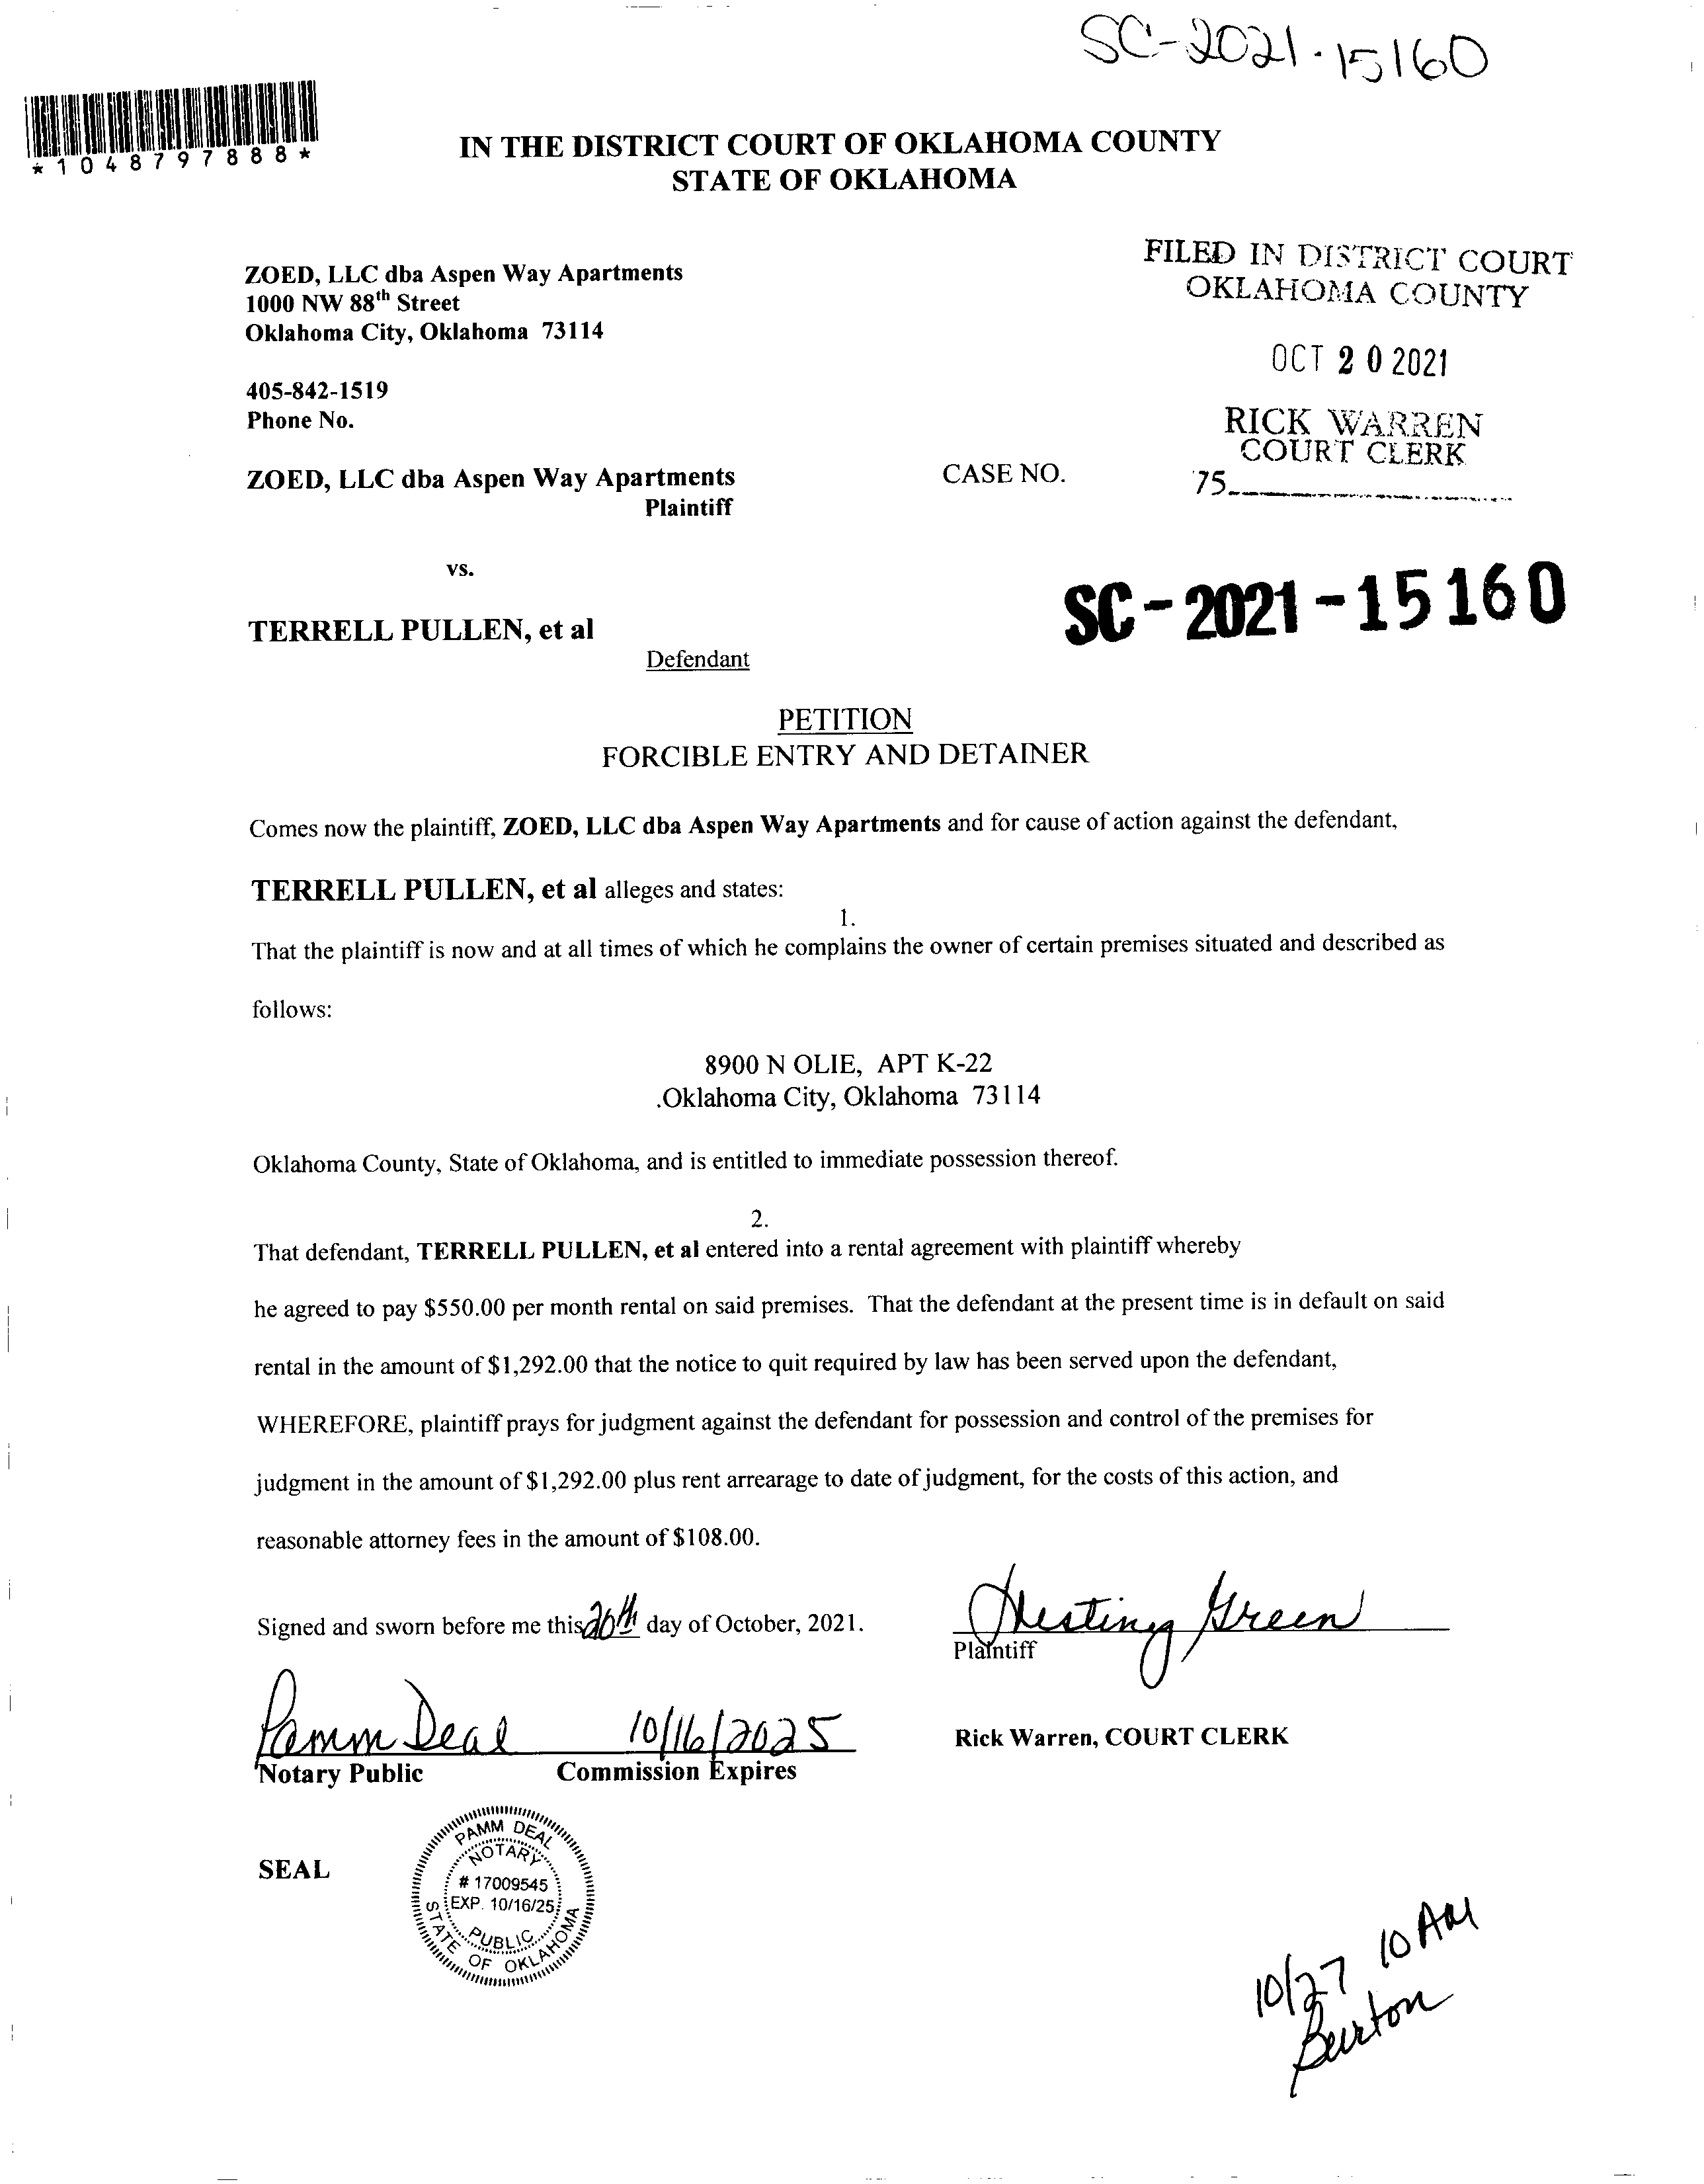 SC-2021-15160
*1048797888*
IN THE DISTRICT COURT OF OKLAHOMA COUNTY
STATE OF OKLAHOMA
FILED IN DISTRICT COURT
OKLAHOMA COUNTY
OCT 20 2021
RICK WARREN
COURT CLERK
75
ZOED, LLC dba Aspen Way Apartments
1000 NW 88th Street
Oklahoma City, Oklahoma 73114
405-842-1519
Phone No.
ZOED, LLC dba Aspen Way Apartments
Plaintiff
CASE NO.
vs.
SC-2021-15160
TERRELL PULLEN, et al
Defendant
PETITION
FORCIBLE ENTRY AND DETAINER
Comes now the plaintiff, ZOED, LLC dba Aspen Way Apartments and for cause of action against the defendant,
TERRELL PULLEN, et al alleges and states:
1.
That the plaintiff is now and at all times of which he complains the owner of certain premises situated and described as
follows:
8900 N OLIE, APT K-22
.Oklahoma City, Oklahoma 73114
Oklahoma County, State of Oklahoma, and is entitled to immediate possession thereof.
2.
That defendant, TERRELL PULLEN, et al entered into a rental agreement with plaintiff whereby
he agreed to pay $550.00 per month rental on said premises. That the defendant at the present time is in default on said
rental in the amount of $1,292.00 that the notice to quit required by law has been served upon the defendant,
WHEREFORE, plaintiff prays for judgment against the defendant for possession and control of the premises for
judgment in the amount of $1,292.00 plus rent arrearage to date of judgment, for the costs of this action, and
reasonable attorney fees in the amount of $108.00.
Signed and sworn before me this 20th day of October, 2021.
Green
Plaintiff
Pamm Deal 10/16/2025
Notary Public Commission Expires
Rick Warren, COURT CLERK
SEAL
PAMM DEAL
NOTARY
# 17009545
EXP. 10/16/25
PUBLIC
STATE OF OKLAHOMA
10/27 10 AM
Burton